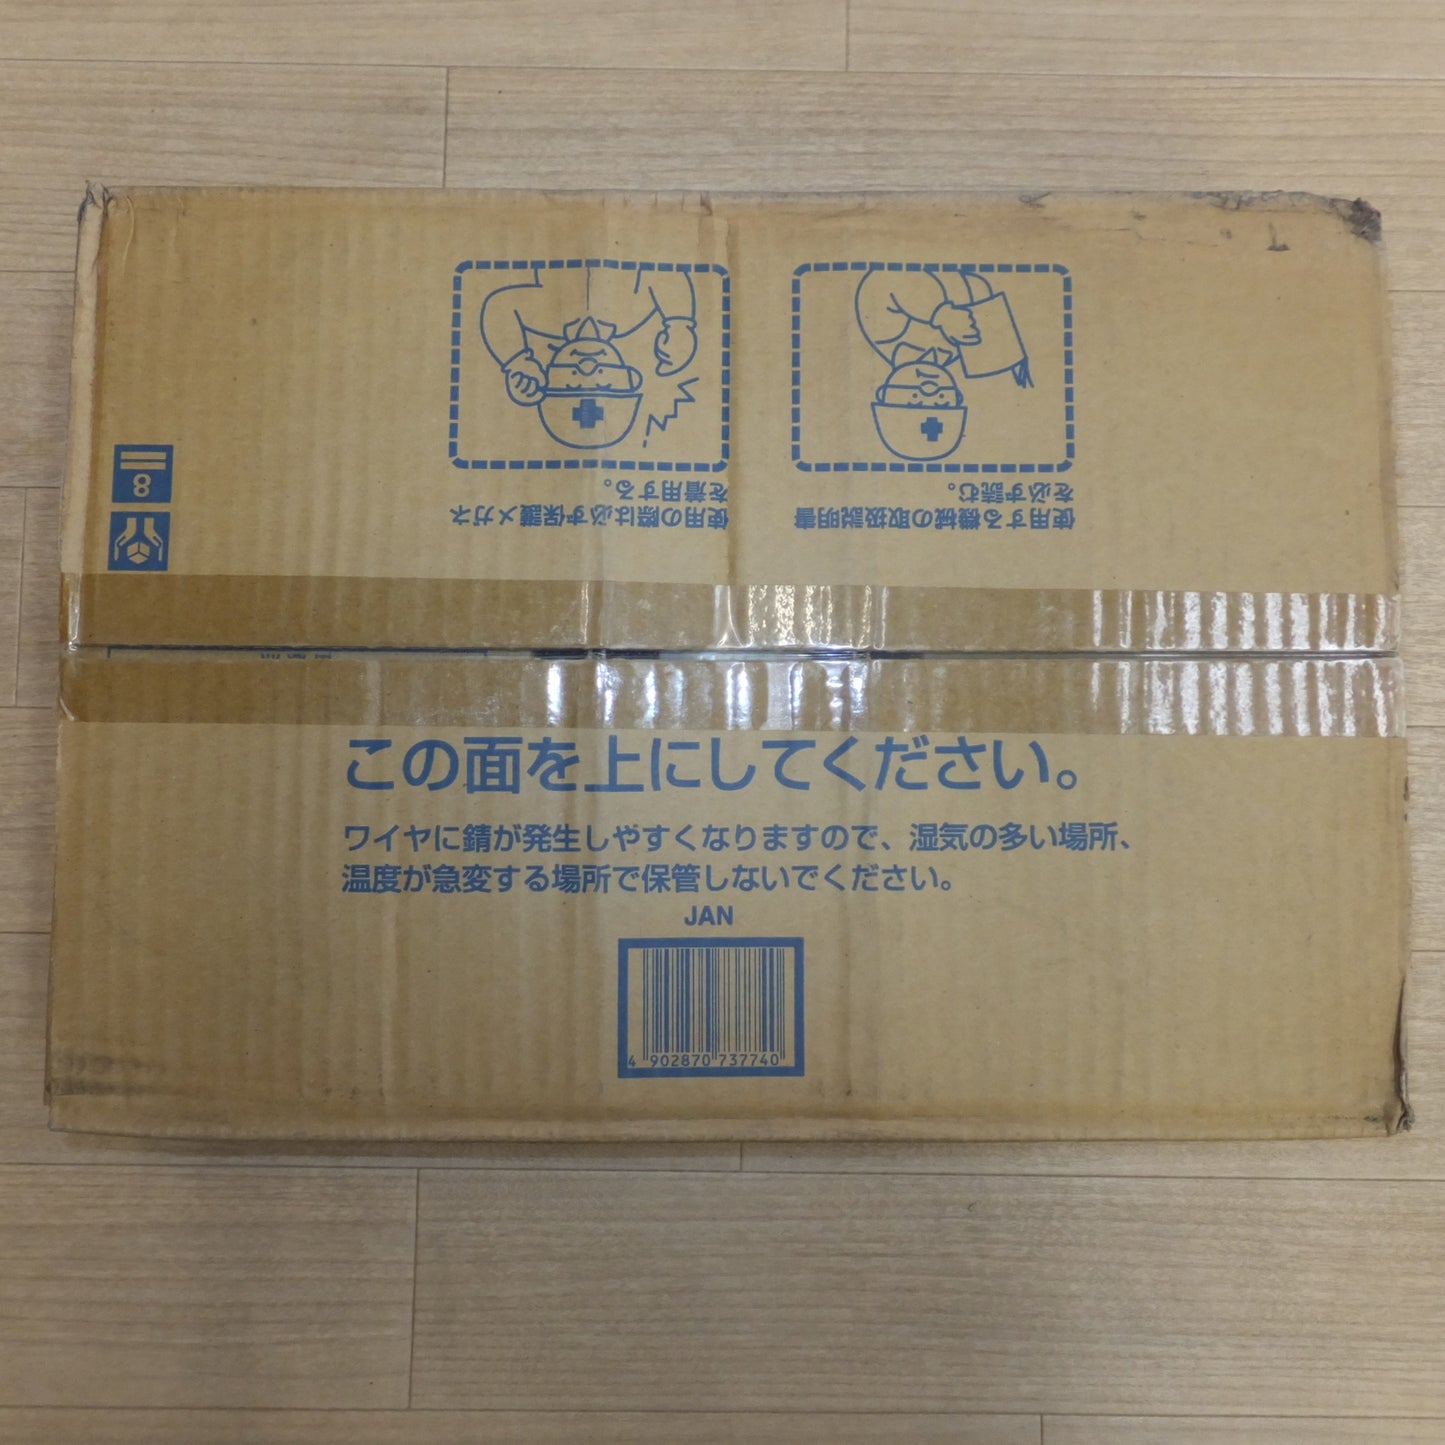 使用する機械の取扱説明書
を必ず読む。
使用の際は必ず保護メガネ
を着用する。
8
この面を上にしてください。
ワイヤに錆が発生しやすくなりますので、湿気の多い場所、
温度が急変する場所で保管しないでください。
JAN
4 902870 737740